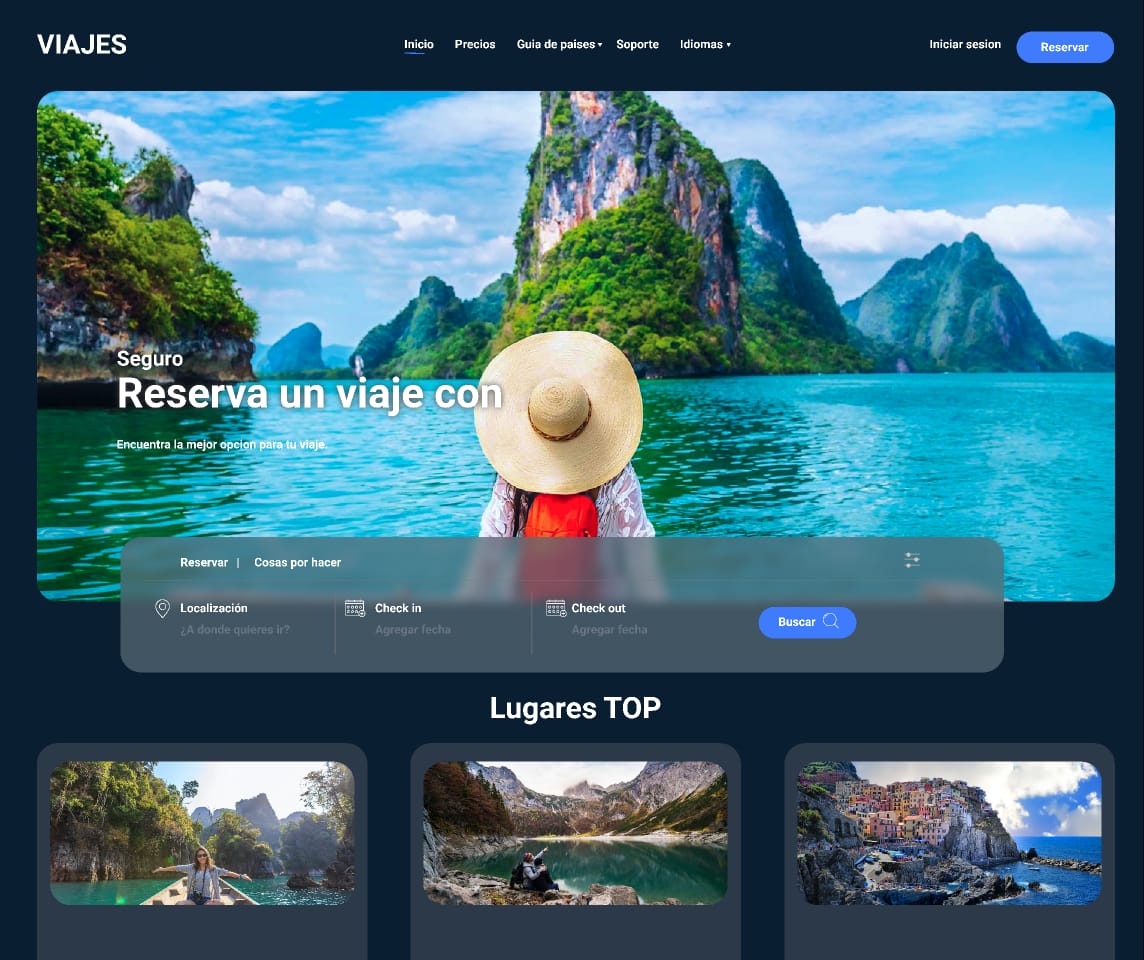 VIAJES
Inicio Precios Guia de paises ▾ Soporte Idiomas ▾ Iniciar sesion Reservar
Seguro
Reserva un viaje con
Encuentra la mejor opcion para tu viaje.
Reservar | Cosas por hacer
Localización Check in Check out
¿A donde quieres ir? Agregar fecha Agregar fecha
Buscar
Lugares TOP